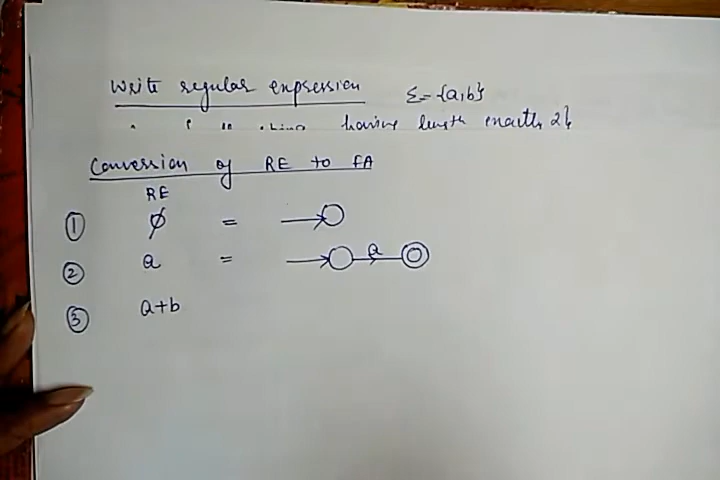 Write regular expression Σ={a,b}
having length exactly 2}
Conversion of RE to FA
RE
① ∅ =
② a = a
③ a+b